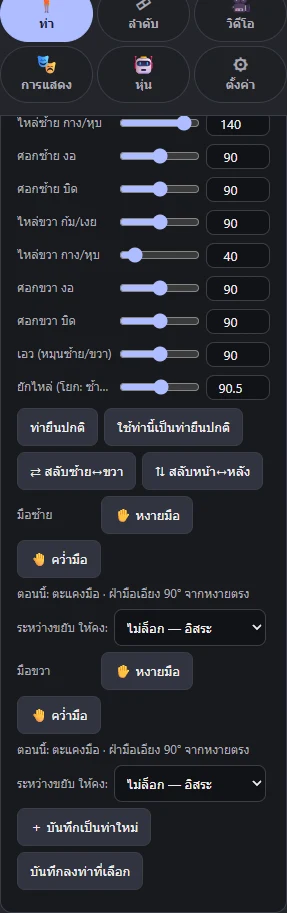 ท่า
ลำดับ
วิดีโอ
การแสดง
หุ่น
ตั้งค่า
ไหล่ซ้าย กาง/หุบ 140
ศอกซ้าย งอ 90
ศอกซ้าย บิด 90
ไหล่ขวา ก้ม/เงย 90
ไหล่ขวา กาง/หุบ 40
ศอกขวา งอ 90
ศอกขวา บิด 90
เอว (หมุนซ้าย/ขวา) 90
ยักไหล่ (โยก: ซ้า... 90.5
ท่ายืนปกติ
ใช้ท่านี้เป็นท่ายืนปกติ
⇄ สลับซ้าย↔ขวา
⇅ สลับหน้า↔หลัง
มือซ้าย
🤚 หงายมือ
🤚 คว่ำมือ
ตอนนี้: ตะแคงมือ · ฝ่ามือเอียง 90° จากหงายตรง
ระหว่างขยับ ให้คง: ไม่ล็อก — อิสระ
มือขวา
🤚 หงายมือ
🤚 คว่ำมือ
ตอนนี้: ตะแคงมือ · ฝ่ามือเอียง 90° จากหงายตรง
ระหว่างขยับ ให้คง: ไม่ล็อก — อิสระ
+ บันทึกเป็นท่าใหม่
บันทึกลงท่าที่เลือก